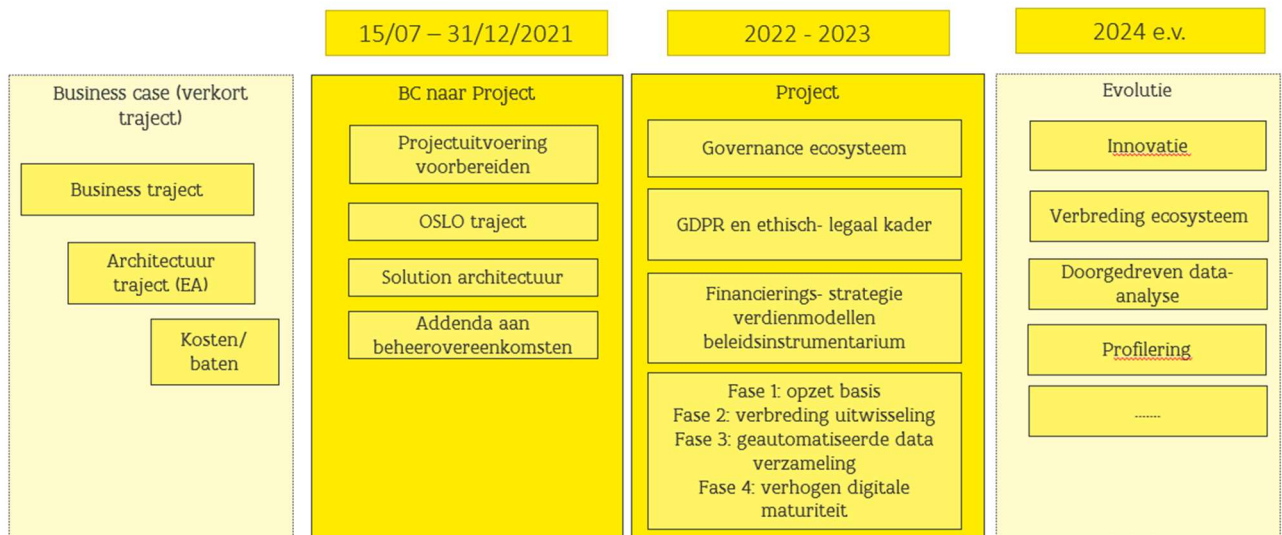 15/07 – 31/12/2021
2022 - 2023
2024 e.v.
Business case (verkort
traject)
Business traject
Architectuur
traject (EA)
Kosten/
baten
BC naar Project
Projectuitvoering
voorbereiden
OSLO traject
Solution architectuur
Addenda aan
beheerovereenkomsten
Project
Governance ecosysteem
GDPR en ethisch- legaal kader
Financierings- strategie
verdienmodellen
beleidsinstrumentarium
Fase 1: opzet basis
Fase 2: verbreding uitwisseling
Fase 3: geautomatiseerde data
verzameling
Fase 4: verhogen digitale
maturiteit
Evolutie
Innovatie
Verbreding ecosysteem
Doorgedreven data-
analyse
Profilering
.......